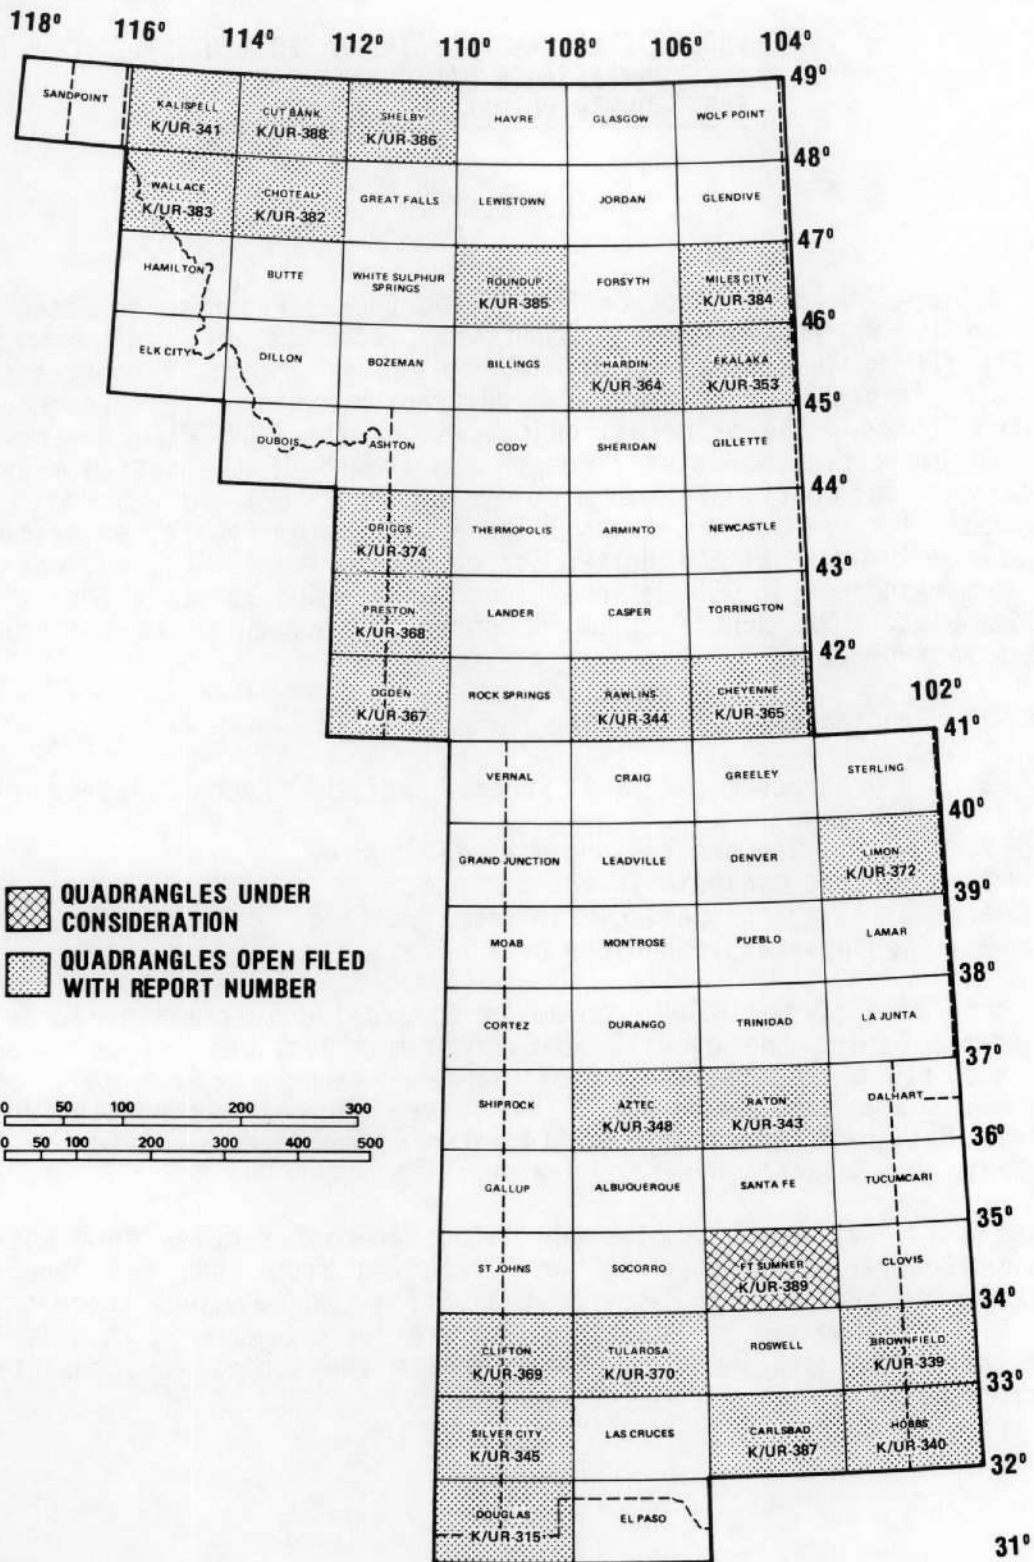 118°
116°
114°
112°
110°
108°
106°
104°
49°
SANDPOINT
KALISPELL
K/UR-341
CUT BANK
K/UR-388
SHELBY
K/UR-386
HAVRE
GLASGOW
WOLF POINT
48°
WALLACE
K/UR-383
CHOTEAU
K/UR-382
GREAT FALLS
LEWISTOWN
JORDAN
GLENDIVE
47°
HAMILTON
BUTTE
WHITE SULPHUR
SPRINGS
ROUNDUP
K/UR-385
FORSYTH
MILES CITY
K/UR-384
46°
ELK CITY
DILLON
BOZEMAN
BILLINGS
HARDIN
K/UR-364
EKALAKA
K/UR-353
45°
DUBOIS
ASHTON
CODY
SHERIDAN
GILLETTE
44°
DRIGGS
K/UR-374
THERMOPOLIS
ARMINTO
NEWCASTLE
43°
PRESTON
K/UR-368
LANDER
CASPER
TORRINGTON
42°
OGDEN
K/UR-367
ROCK SPRINGS
RAWLINS
K/UR-344
CHEYENNE
K/UR-365
102°
41°
VERNAL
CRAIG
GREELEY
STERLING
40°
GRAND JUNCTION
LEADVILLE
DENVER
LIMON
K/UR-372
39°
QUADRANGLES UNDER
CONSIDERATION
QUADRANGLES OPEN FILED
WITH REPORT NUMBER
MOAB
MONTROSE
PUEBLO
LAMAR
38°
CORTEZ
DURANGO
TRINIDAD
LA JUNTA
37°
0 50 100 200 300
0 50 100 200 300 400 500
SHIPROCK
AZTEC
K/UR-348
RATON
K/UR-343
DALHART
36°
GALLUP
ALBUQUERQUE
SANTA FE
TUCUMCARI
35°
ST JOHNS
SOCORRO
FT SUMNER
K/UR-389
CLOVIS
34°
CLIFTON
K/UR-369
TULAROSA
K/UR-370
ROSWELL
BROWNFIELD
K/UR-339
33°
SILVER CITY
K/UR-345
LAS CRUCES
CARLSBAD
K/UR-387
HOBBS
K/UR-340
32°
DOUGLAS
K/UR-315
EL PASO
31°